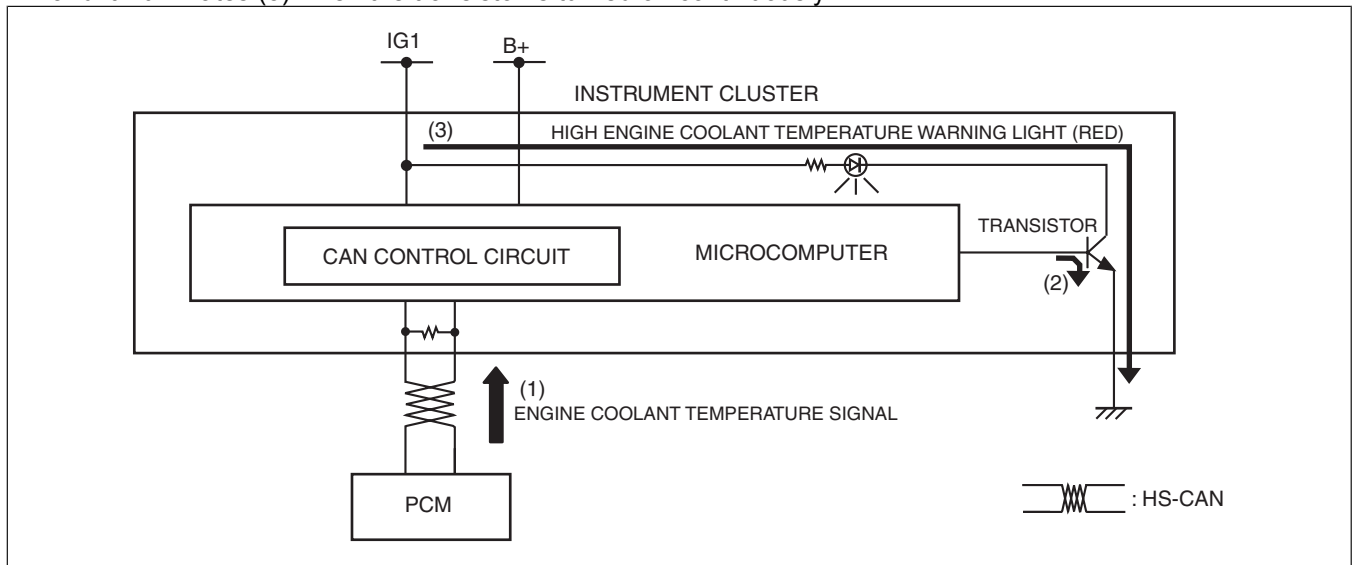 IG1
B+
INSTRUMENT CLUSTER
(3)
HIGH ENGINE COOLANT TEMPERATURE WARNING LIGHT (RED)
TRANSISTOR
CAN CONTROL CIRCUIT
MICROCOMPUTER
(2)
(1)
ENGINE COOLANT TEMPERATURE SIGNAL
PCM
: HS-CAN